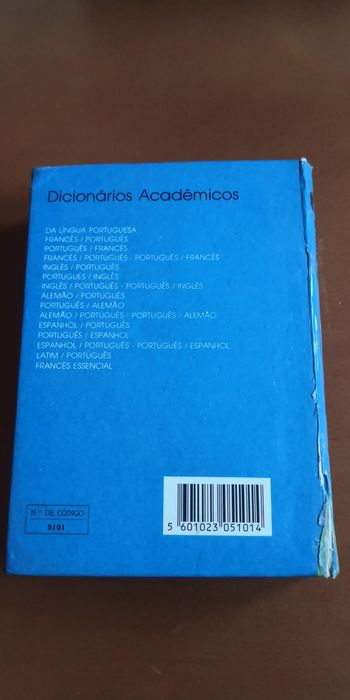 Dicionários Académicos
DA LÍNGUA PORTUGUESA
FRANCÊS / PORTUGUÊS
PORTUGUÊS / FRANCÊS
FRANCÊS / PORTUGUÊS - PORTUGUÊS / FRANCÊS
INGLÊS / PORTUGUÊS
PORTUGUÊS / INGLÊS
INGLÊS / PORTUGUÊS - PORTUGUÊS / INGLÊS
ALEMÃO / PORTUGUÊS
PORTUGUÊS / ALEMÃO
ALEMÃO / PORTUGUÊS - PORTUGUÊS / ALEMÃO
ESPANHOL / PORTUGUÊS
PORTUGUÊS / ESPANHOL
ESPANHOL / PORTUGUÊS - PORTUGUÊS / ESPANHOL
LATIM / PORTUGUÊS
FRANCÊS ESSENCIAL
N.º DE CÓDIGO
5101
5 601023 051014